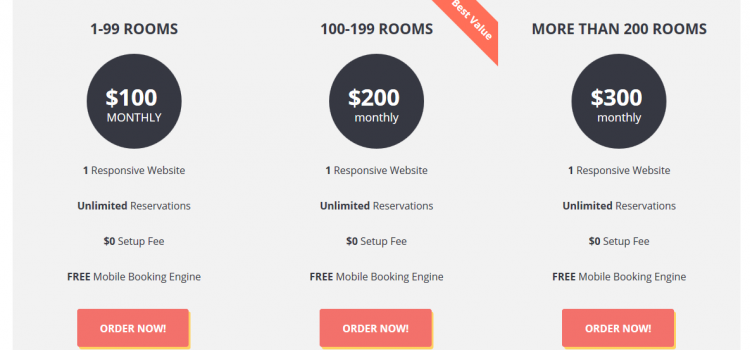 1-99 ROOMS
$100
MONTHLY
1 Responsive Website
Unlimited Reservations
$0 Setup Fee
FREE Mobile Booking Engine
ORDER NOW!
Best Value
100-199 ROOMS
$200
monthly
1 Responsive Website
Unlimited Reservations
$0 Setup Fee
FREE Mobile Booking Engine
ORDER NOW!
MORE THAN 200 ROOMS
$300
monthly
1 Responsive Website
Unlimited Reservations
$0 Setup Fee
FREE Mobile Booking Engine
ORDER NOW!